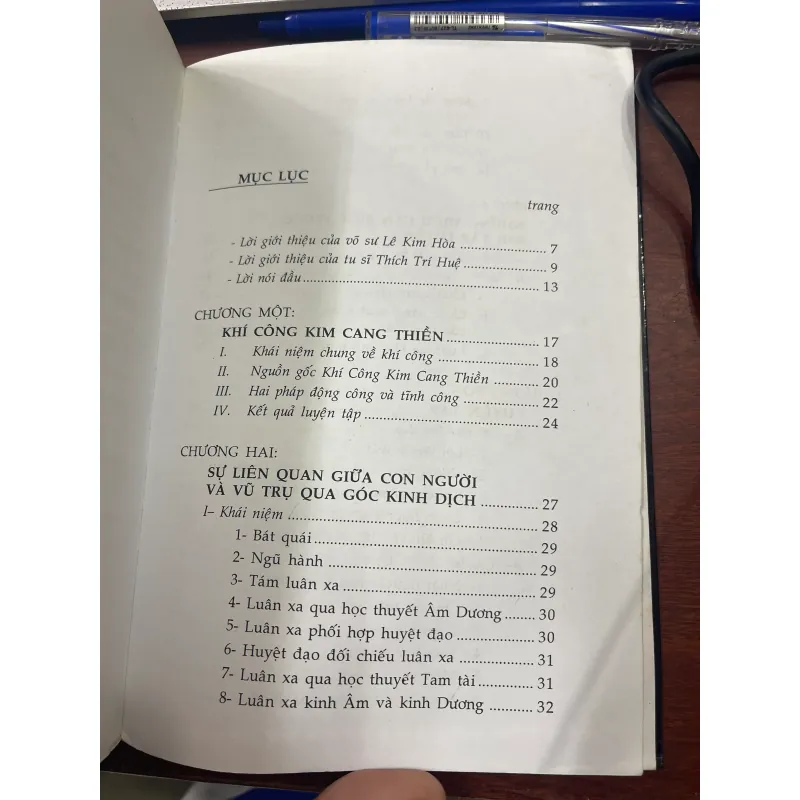 MỤC LỤC
trang
- Lời giới thiệu của võ sư Lê Kim Hòa ........................ 7
- Lời giới thiệu của tu sĩ Thích Trí Huệ ....................... 9
- Lời nói đầu ................................................................ 13
CHƯƠNG MỘT:
KHÍ CÔNG KIM CANG THIỀN ...................... 17
I. Khái niệm chung về khí công ........................ 18
II. Nguồn gốc Khí Công Kim Cang Thiền ............ 20
III. Hai pháp động công và tĩnh công .................... 22
IV. Kết quả luyện tập ............................................ 24
CHƯƠNG HAI:
SỰ LIÊN QUAN GIỮA CON NGƯỜI
VÀ VŨ TRỤ QUA GÓC KINH DỊCH ............... 27
I– Khái niệm ........................................................ 28
1- Bát quái ...................................................... 29
2- Ngũ hành .................................................... 29
3- Tám luân xa ................................................ 29
4- Luân xa qua học thuyết Âm Dương ........ 30
5- Luân xa phối hợp huyệt đạo .................... 30
6- Huyệt đạo đối chiếu luân xa .................... 31
7- Luân xa qua học thuyết Tam tài ............... 31
8- Luân xa kinh Âm và kinh Dương ........... 32